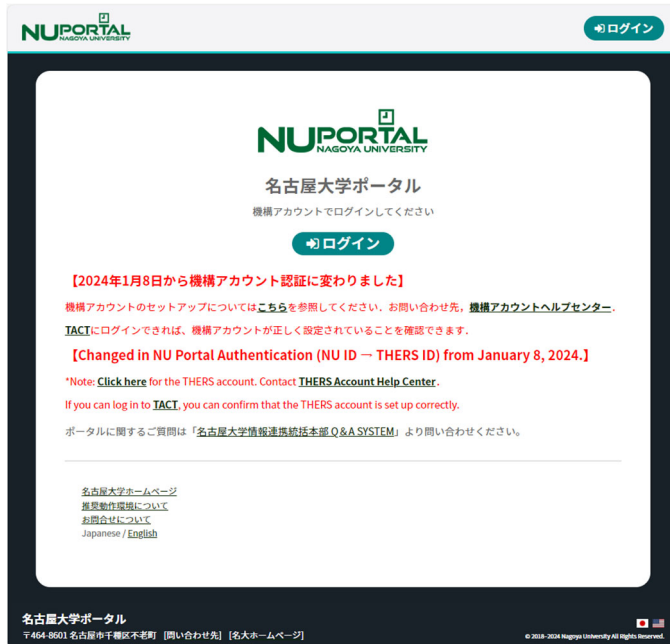 NUPORTAL
NAGOYA UNIVERSITY
ログイン
NUPORTAL
NAGOYA UNIVERSITY
名古屋大学ポータル
機構アカウントでログインしてください
ログイン
【2024年1月8日から機構アカウント認証に変わりました】
機構アカウントのセットアップについてはこちらを参照してください．お問い合わせ先，機構アカウントヘルプセンター．
TACTにログインできれば、機構アカウントが正しく設定されていることを確認できます．
【Changed in NU Portal Authentication (NU ID → THERS ID) from January 8, 2024.】
*Note: Click here for the THERS account. Contact THERS Account Help Center.
If you can log in to TACT, you can confirm that the THERS account is set up correctly.
ポータルに関するご質問は「名古屋大学情報連携統括本部 Q＆A SYSTEM」より問い合わせください。
名古屋大学ホームページ
推奨動作環境について
お問合せについて
Japanese / English
名古屋大学ポータル
〒464-8601 名古屋市千種区不老町 [問い合わせ先] [名大ホームページ]
© 2018-2024 Nagoya University All Rights Reserved.